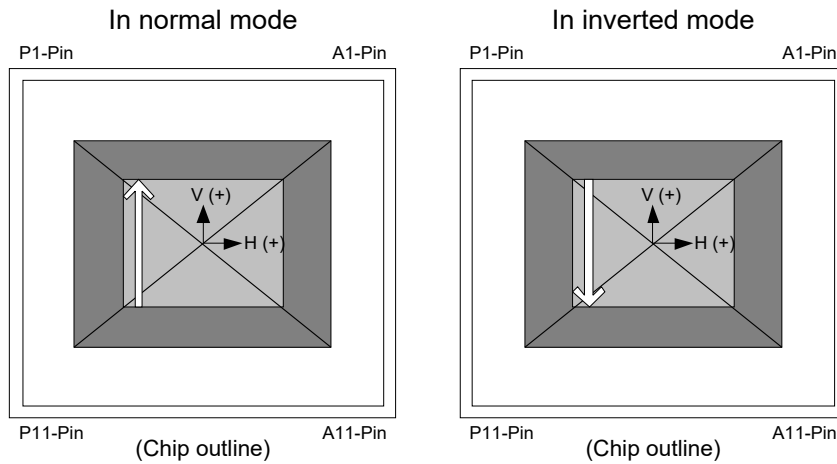 In normal mode
In inverted mode
P1-Pin
A1-Pin
P1-Pin
A1-Pin
V (+)
H (+)
V (+)
H (+)
P11-Pin
A11-Pin
P11-Pin
A11-Pin
(Chip outline)
(Chip outline)